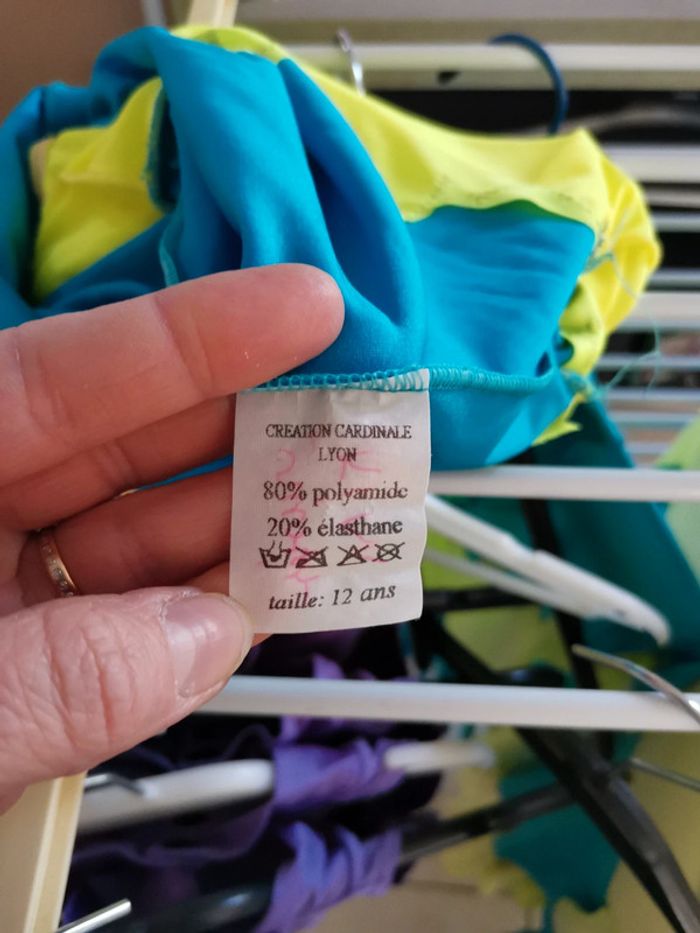 CREATION CARDINALE
LYON
80% polyamide
20% élasthane
taille: 12 ans